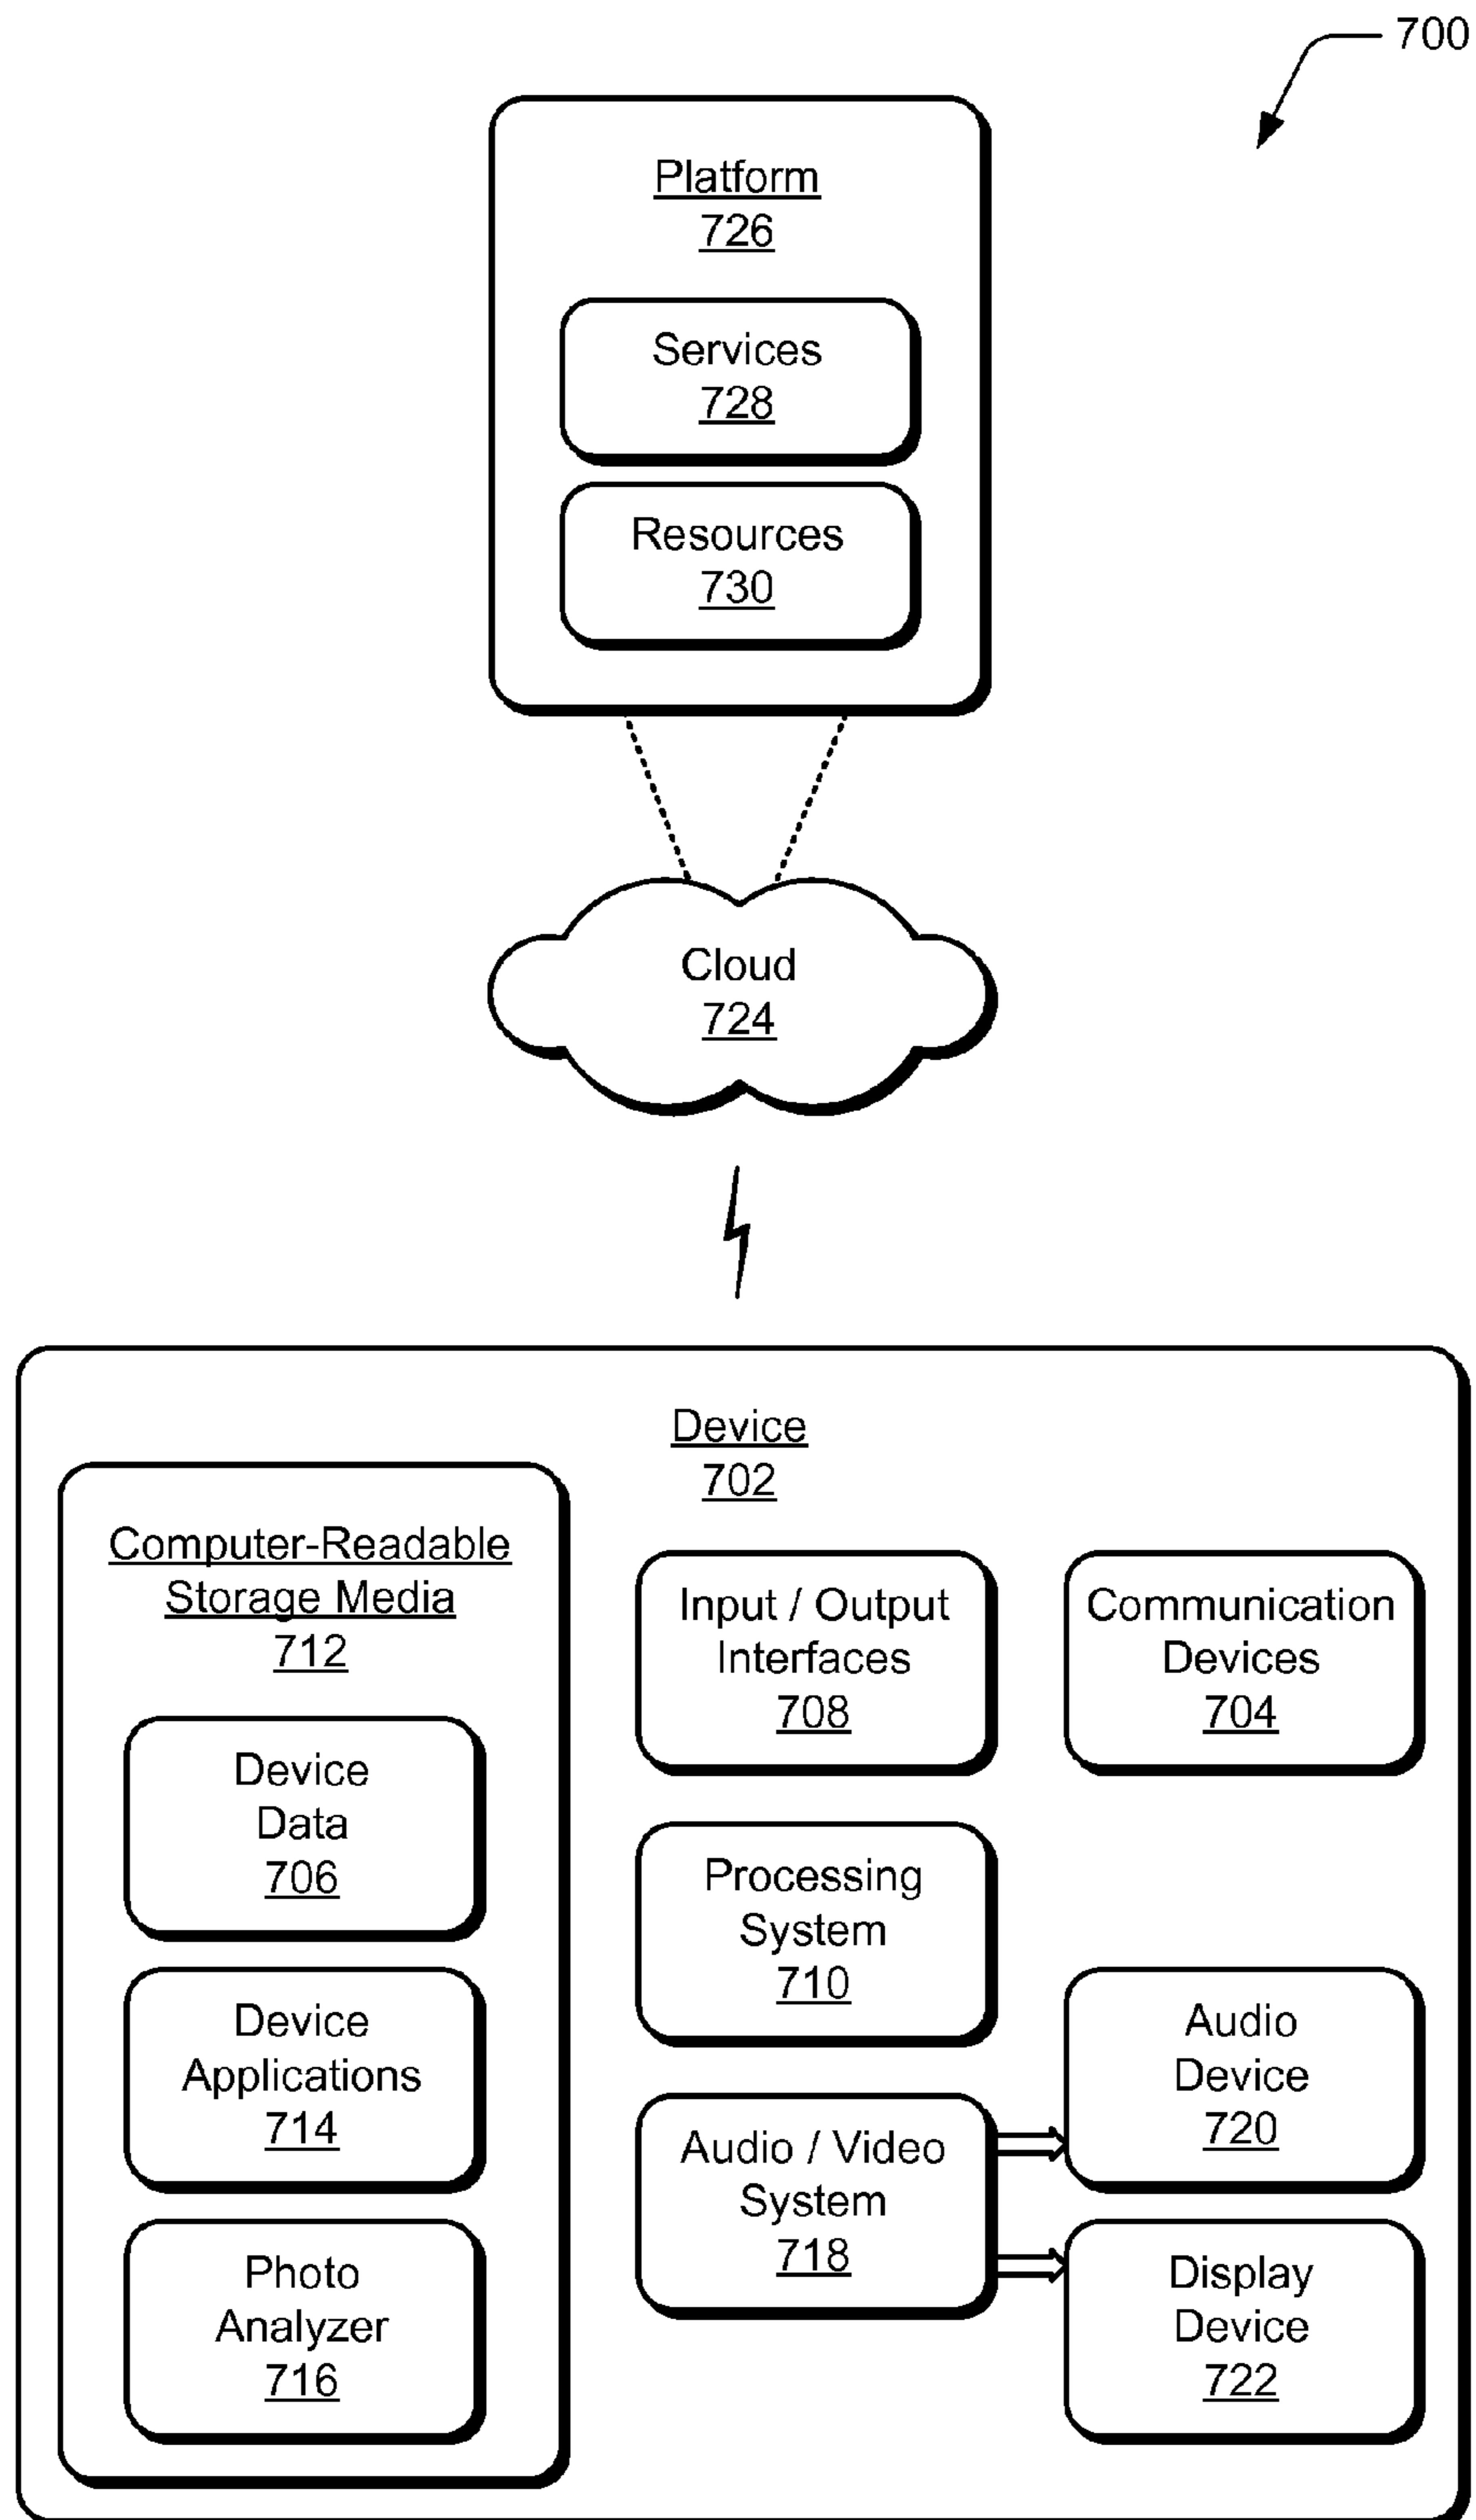 700
Platform
726
Services
728
Resources
730
Cloud
724
Device
702
Computer-Readable
Storage Media
712
Device
Data
706
Device
Applications
714
Photo
Analyzer
716
Input / Output
Interfaces
708
Processing
System
710
Audio / Video
System
718
Communication
Devices
704
Audio
Device
720
Display
Device
722